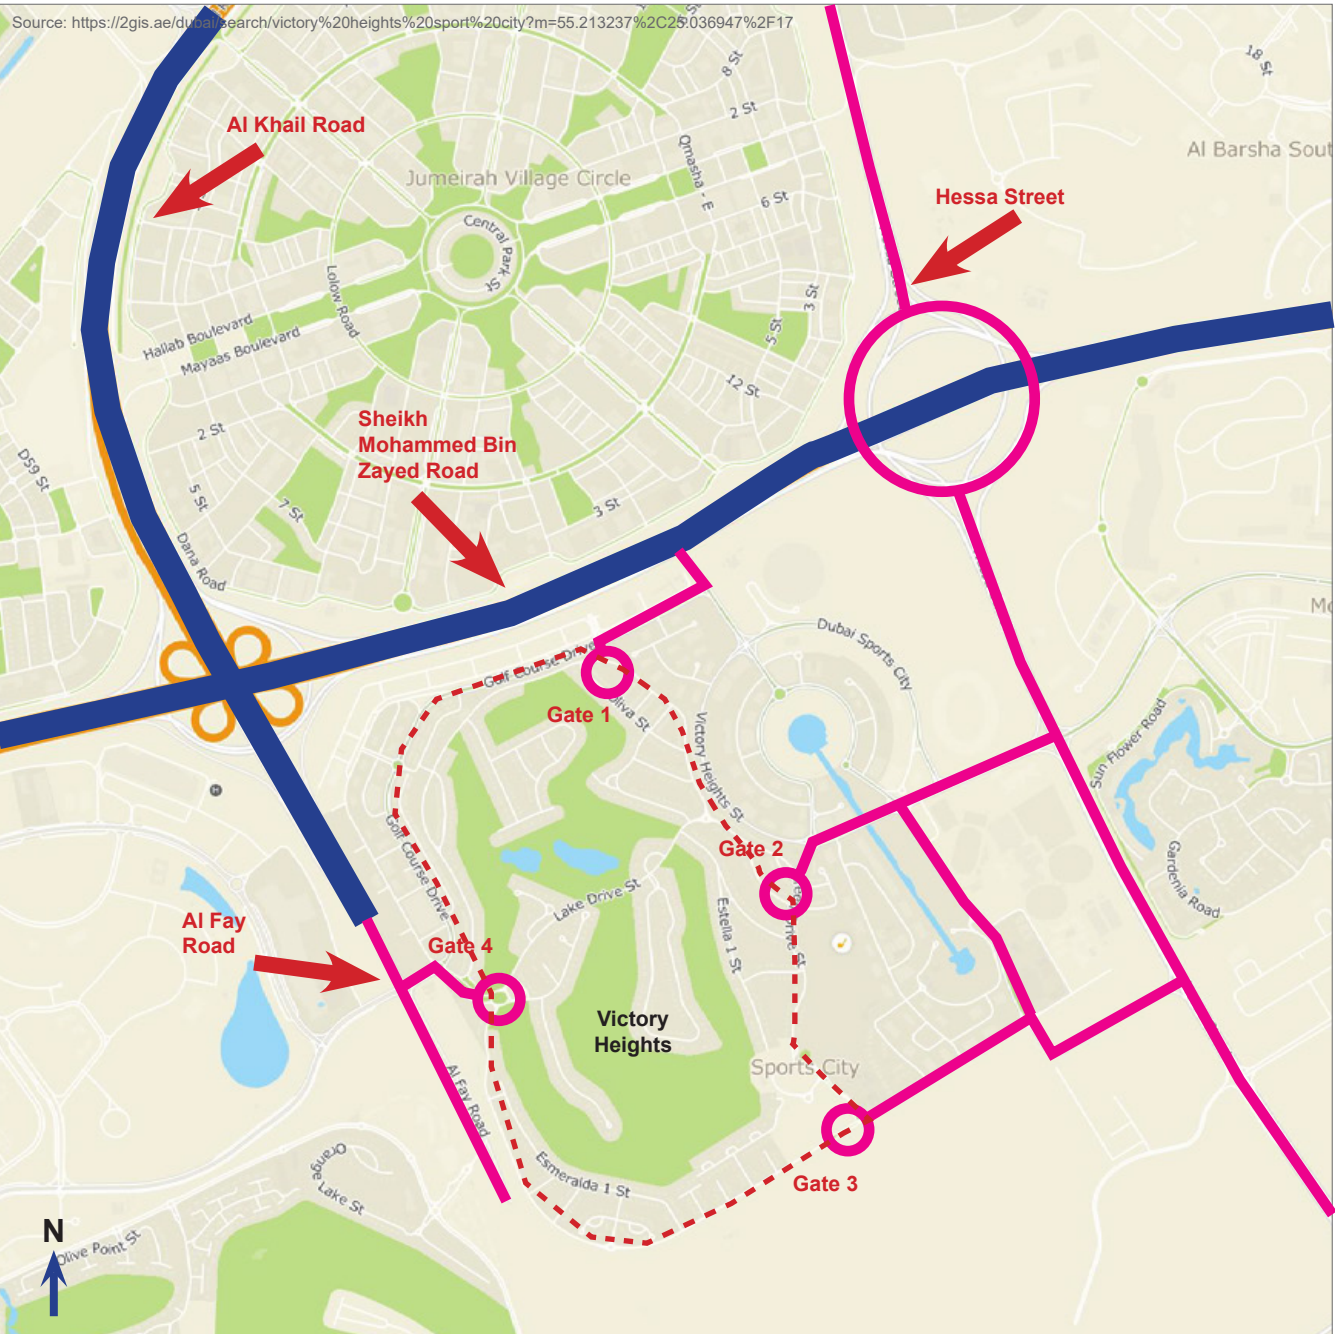 Source: https://2gis.ae/dubai/search/victory%20heights%20sport%20city?m=55.213237%2C25.036947%2F17
18 St
8 St
2 St
Al Khail Road
Al Barsha Sout
Qmasha - E
Jumeirah Village Circle
6 St
Hessa Street
Central Park St
Lolow Road
3 St
Hallab Boulevard
Mayaas Boulevard
5 St
12 St
Sheikh
Mohammed Bin
Zayed Road
2 St
D59 St
5 St
7 St
3 St
Dana Road
Dubai Sports City
Golf Course Drive
Gate 1
Oliva St
Victory Heights St
Sun Flower Road
H
Golf Course Drive
Gate 2
Gardenia Road
Lake Drive St
Estella 1 St
Al Fay
Road
Gate 4
Victory
Heights
Sports City
Al Fay Road
Esmeralda 1 St
Gate 3
Orange Lake St
N
Olive Point St